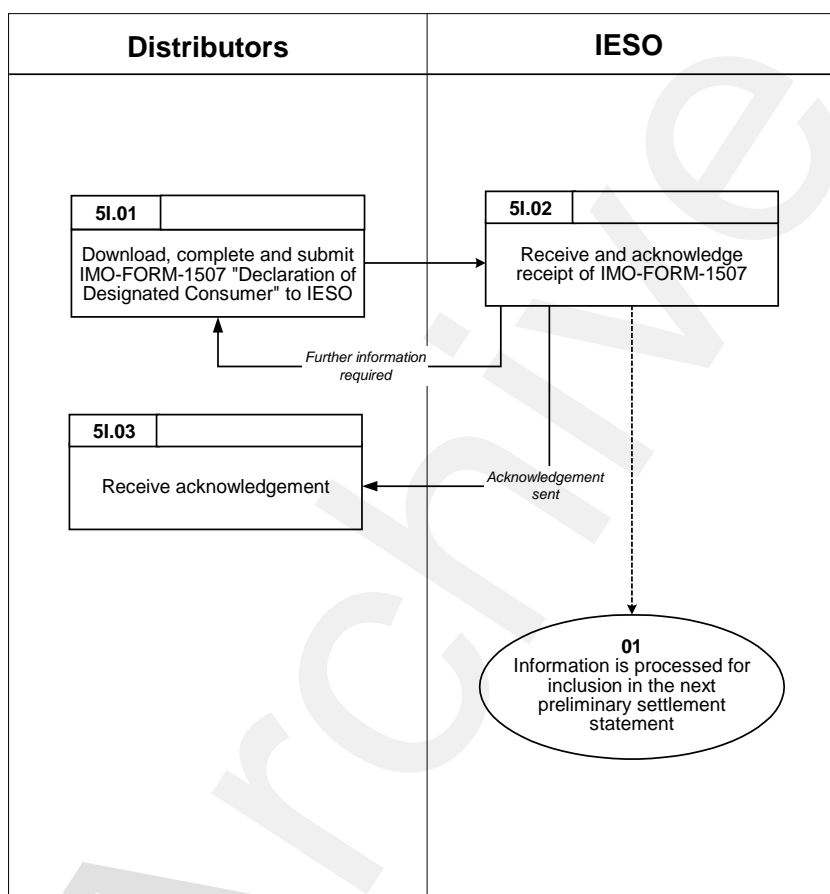 Distributors
IESO
5I.01
Download, complete and submit
IMO-FORM-1507 "Declaration of
Designated Consumer" to IESO
5I.02
Receive and acknowledge
receipt of IMO-FORM-1507
Further information
required
5I.03
Receive acknowledgement
Acknowledgement
sent
01
Information is processed for
inclusion in the next
preliminary settlement
statement
Archive